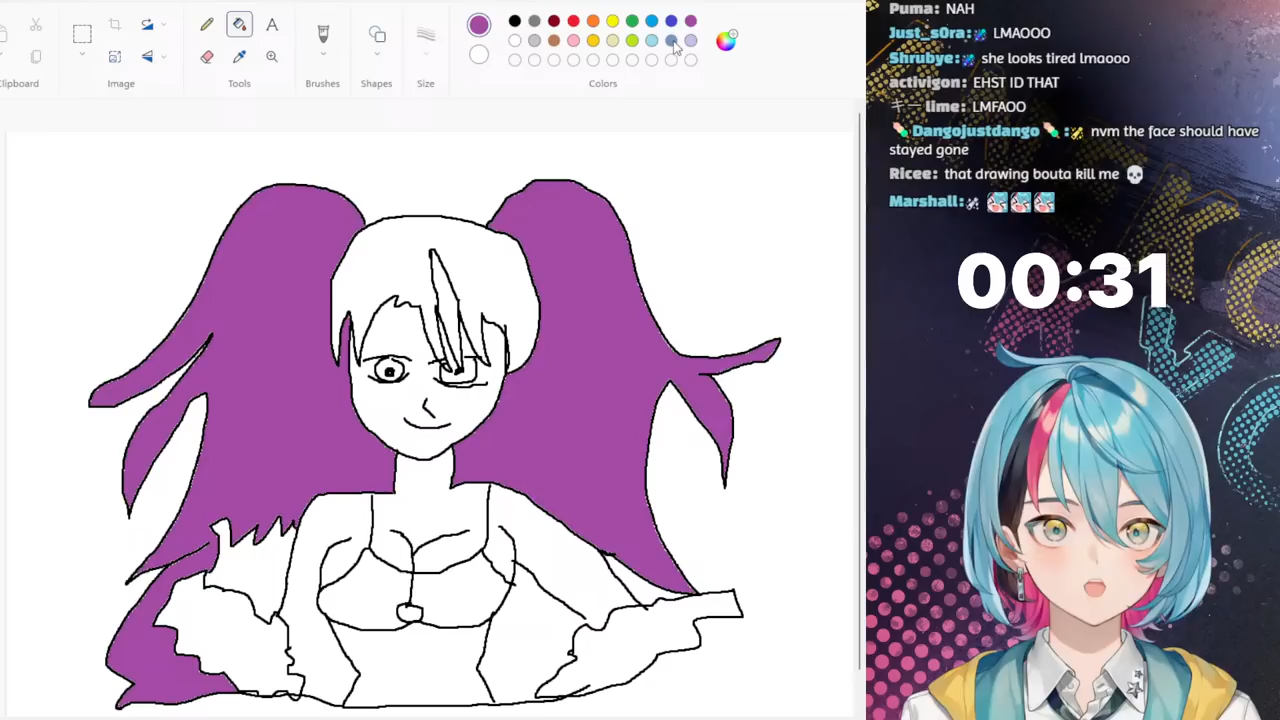 Clipboard
Image
Tools
Brushes
Shapes
Size
Colors
Puma: NAH
Just_s0ra: LMAOOO
Shrubye: she looks tired lmaooo
activigon: EHST ID THAT
キー lime: LMFAOO
Dangojustdango : nvm the face should have
stayed gone
Ricee: that drawing bouta kill me
Marshall:
00:31